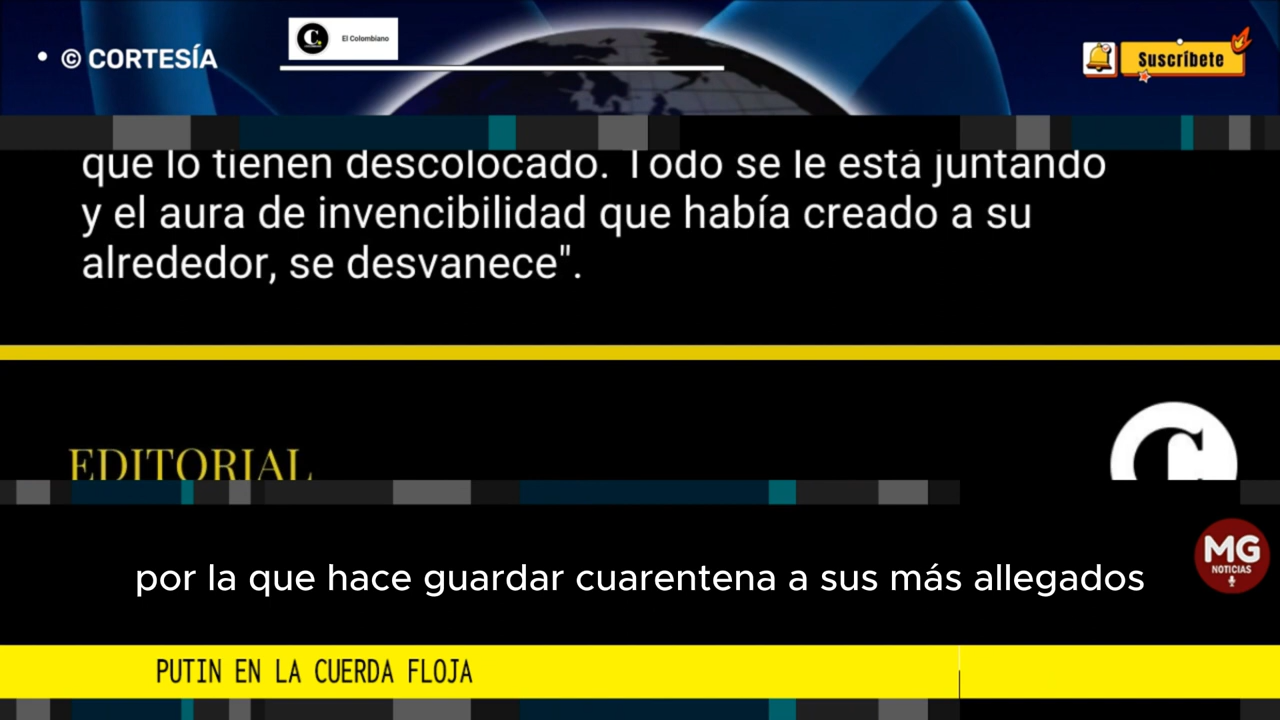 • © CORTESÍA
C.
El Colombiano
Suscríbete
que lo tienen descolocado. Todo se le está juntando
y el aura de invencibilidad que había creado a su
alrededor, se desvanece".
EDITORIAL
C
por la que hace guardar cuarentena a sus más allegados
MG
NOTICIAS
PUTIN EN LA CUERDA FLOJA